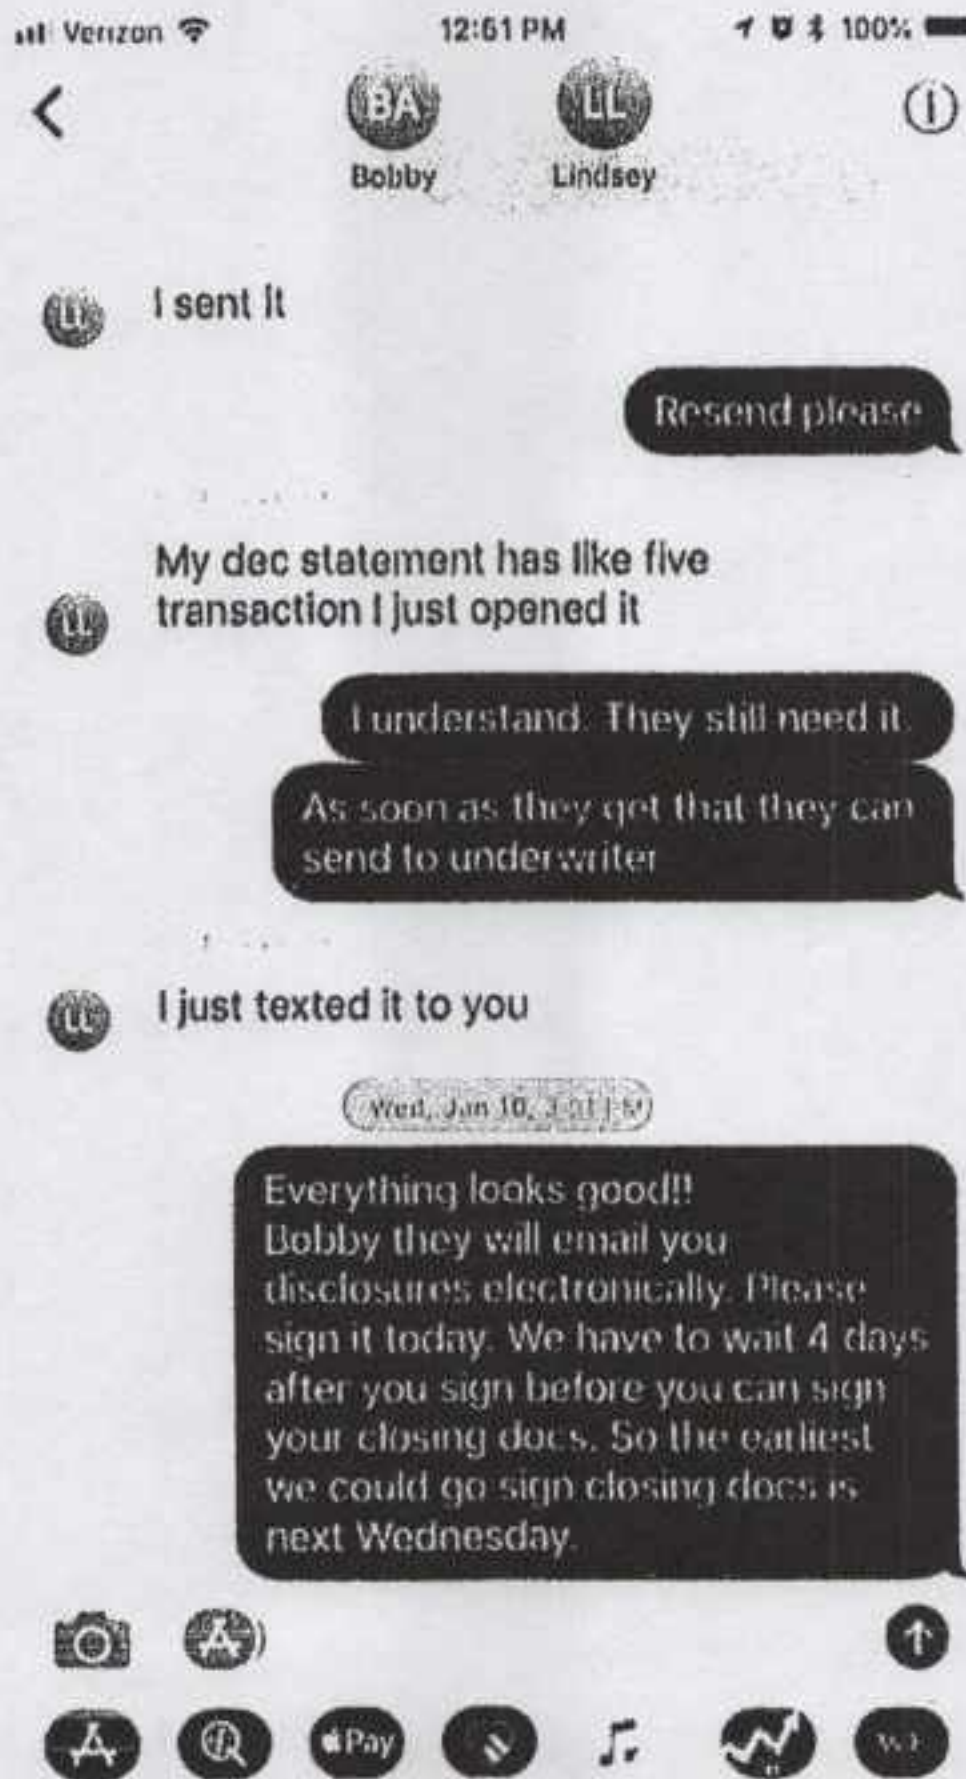 Verizon 12:51 PM 100%
BA LL
Bobby Lindsey
LL I sent it
Resend please
My dec statement has like five
LL transaction I just opened it
I understand. They still need it.
As soon as they get that they can
send to underwriter
LL I just texted it to you
Wed, Jan 10,
Everything looks good!!
Bobby they will email you
disclosures electronically. Please
sign it today. We have to wait 4 days
after you sign before you can sign
your closing docs. So the earliest
we could go sign closing docs is
next Wednesday.
Pay